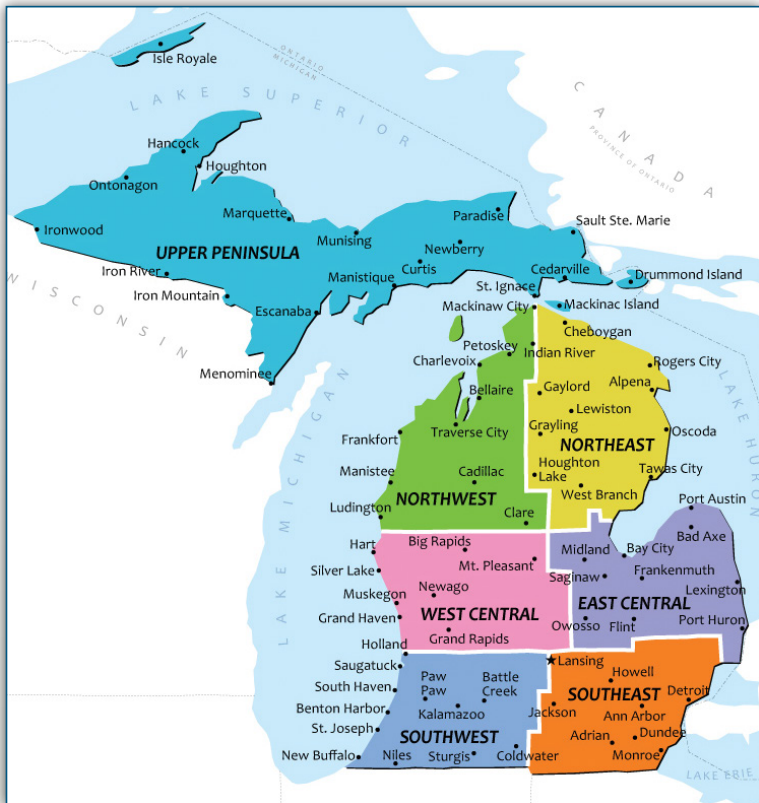 Isle Royale
ONTARIO
MICHIGAN
LAKE SUPERIOR
CANADA
PROVINCE OF ONTARIO
Hancock
Houghton
Ontonagon
Marquette
Paradise
Sault Ste. Marie
Ironwood
Munising
Newberry
UPPER PENINSULA
Curtis
Cedarville
Iron River
Manistique
Drummond Island
WISCONSIN
Iron Mountain
St. Ignace
Escanaba
Mackinaw City
Mackinac Island
Cheboygan
Menominee
Petoskey
Indian River
Charlevoix
Rogers City
LAKE HURON
LAKE MICHIGAN
Bellaire
Gaylord
Alpena
Lewiston
Traverse City
Grayling
Oscoda
Frankfort
NORTHEAST
Manistee
Cadillac
Houghton
Lake
Tawas City
NORTHWEST
West Branch
Ludington
Clare
Port Austin
Hart
Big Rapids
Bad Axe
Midland
Bay City
Silver Lake
Mt. Pleasant
Saginaw
Frankenmuth
Muskegon
Newago
Lexington
EAST CENTRAL
Grand Haven
WEST CENTRAL
Owosso
Flint
Port Huron
Grand Rapids
Holland
Saugatuck
Lansing
Paw
Paw
Battle
Creek
Howell
South Haven
SOUTHEAST
Detroit
Benton Harbor
Kalamazoo
Jackson
Ann Arbor
St. Joseph
SOUTHWEST
Adrian
Dundee
New Buffalo
Niles
Sturgis
Coldwater
Monroe
LAKE ERIE